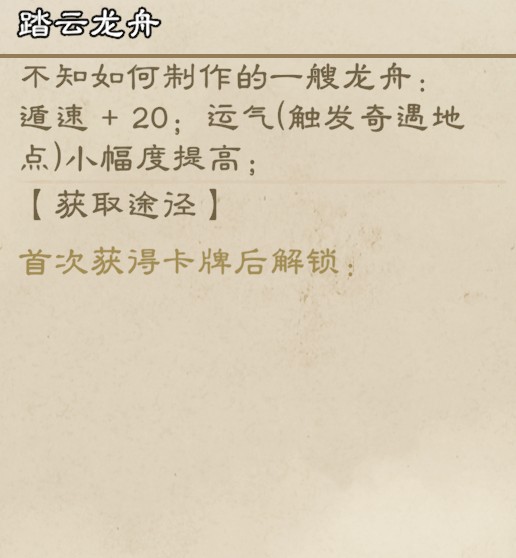 踏云龙舟
不知如何制作的一艘龙舟：
遁速 + 20；运气(触发奇遇地
点)小幅度提高；
【获取途径】
首次获得卡牌后解锁；